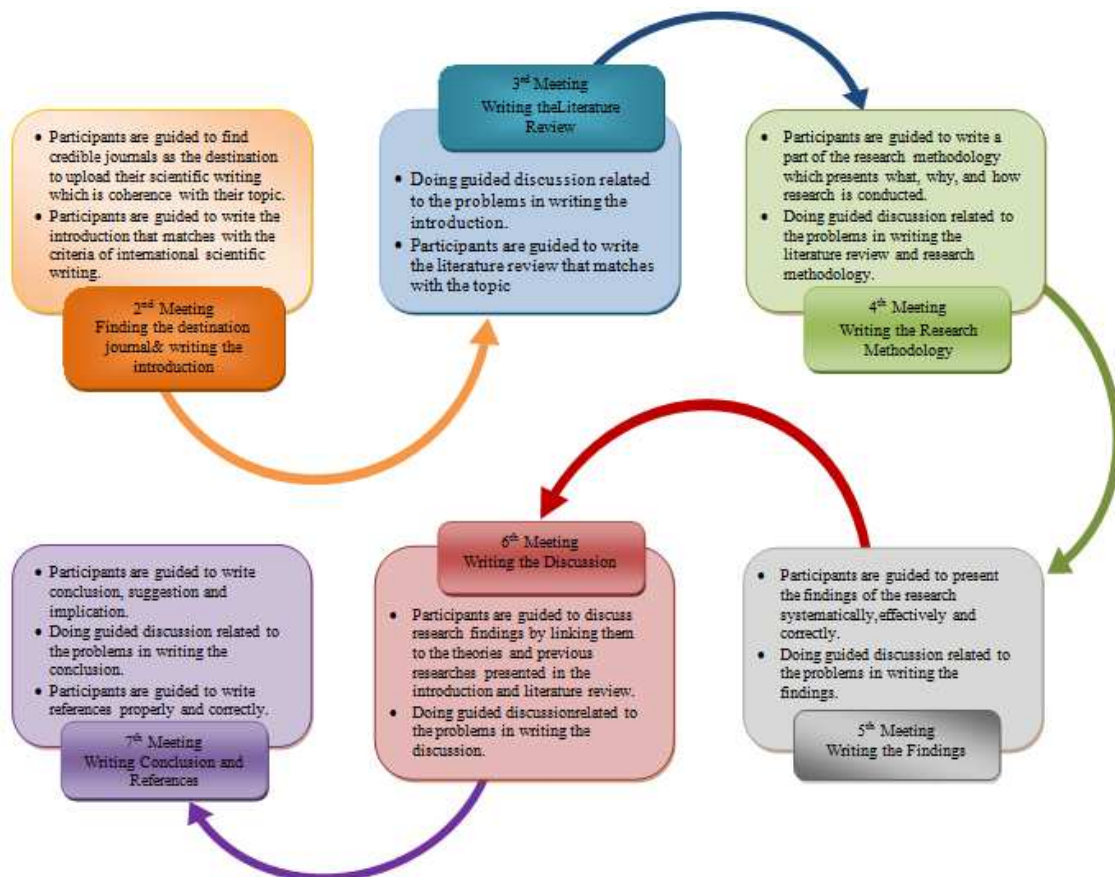 • Participants are guided to find
credible journals as the destination
to upload their scientific writing
which is coherence with their topic.
• Participants are guided to write the
introduction that matches with the
criteria of international scientific
writing.
2nd Meeting
Finding the destination
journal& writing the
introduction
3rd Meeting
Writing theLiterature
Review
• Doing guided discussion related
to the problems in writing the
introduction.
• Participants are guided to write
the literature review that matches
with the topic
• Participants are guided to write a
part of the research methodology
which presents what, why, and how
research is conducted.
• Doing guided discussion related to
the problems in writing the
literature review and research
methodology.
4th Meeting
Writing the Research
Methodology
• Participants are guided to present
the findings of the research
systematically,effectively and
correctly.
• Doing guided discussion related to
the problems in writing the
findings.
5th Meeting
Writing the Findings
6th Meeting
Writing the Discussion
• Participants are guided to discuss
research findings by linking them
to the theories and previous
researches presented in the
introduction and literature review.
• Doing guided discussionrelated to
the problems in writing the
discussion.
• Participants are guided to write
conclusion, suggestion and
implication.
• Doing guided discussion related to
the problems in writing the
conclusion.
• Participants are guided to write
references properly and correctly.
7th Meeting
Writing Conclusion and
References